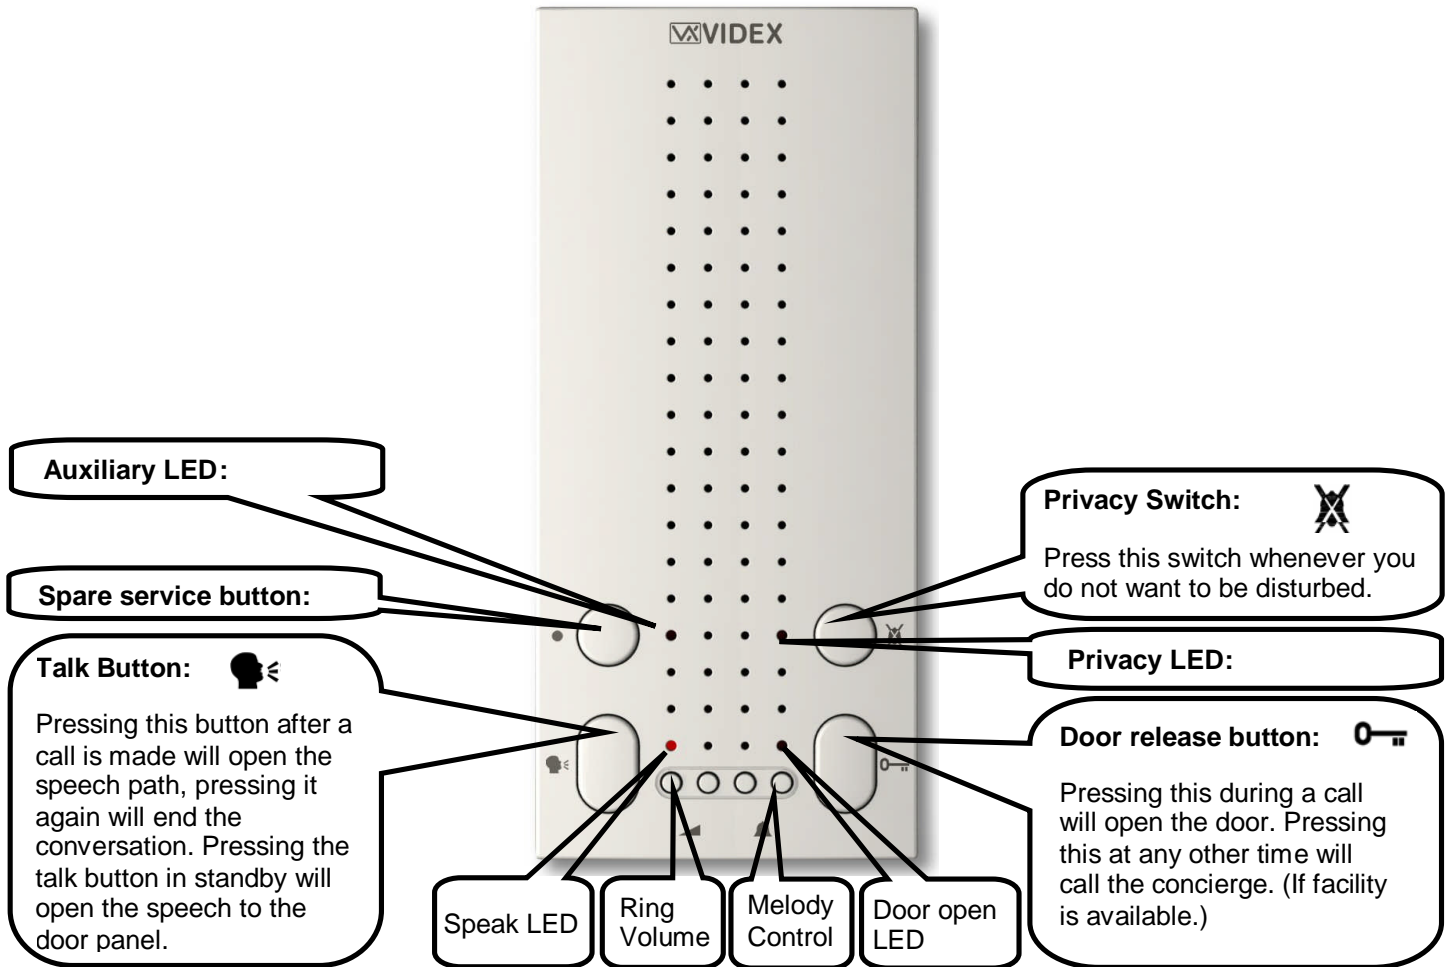 VIDEX
Auxiliary LED:
Spare service button:
Talk Button:
Pressing this button after a
call is made will open the
speech path, pressing it
again will end the
conversation. Pressing the
talk button in standby will
open the speech to the
door panel.
Speak LED
Ring
Volume
Melody
Control
Door open
LED
Privacy Switch:
Press this switch whenever you
do not want to be disturbed.
Privacy LED:
Door release button:
Pressing this during a call
will open the door. Pressing
this at any other time will
call the concierge. (If facility
is available.)